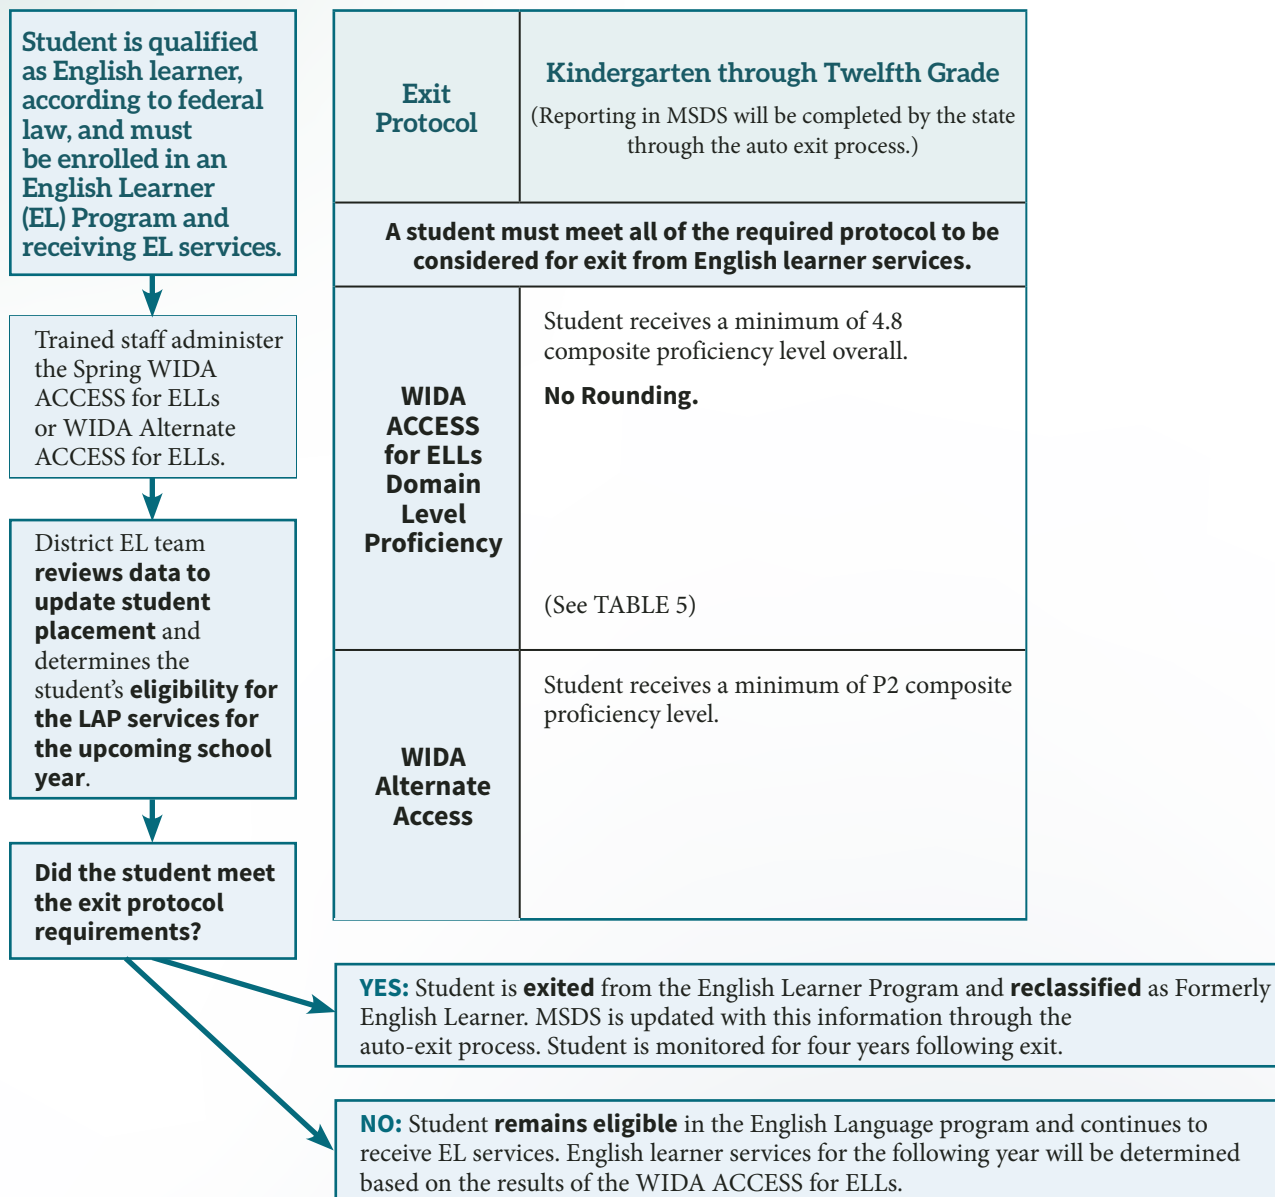 Student is qualified
as English learner,
according to federal
law, and must
be enrolled in an
English Learner
(EL) Program and
receiving EL services.
Trained staff administer
the Spring WIDA
ACCESS for ELLs
or WIDA Alternate
ACCESS for ELLs.
District EL team
reviews data to
update student
placement and
determines the
student’s eligibility for
the LAP services for
the upcoming school
year.
Did the student meet
the exit protocol
requirements?
Exit
Protocol
Kindergarten through Twelfth Grade
(Reporting in MSDS will be completed by the state
through the auto exit process.)
A student must meet all of the required protocol to be
considered for exit from English learner services.
WIDA
ACCESS
for ELLs
Domain
Level
Proficiency
Student receives a minimum of 4.8
composite proficiency level overall.
No Rounding.
(See TABLE 5)
WIDA
Alternate
Access
Student receives a minimum of P2 composite
proficiency level.
YES: Student is exited from the English Learner Program and reclassified as Formerly
English Learner. MSDS is updated with this information through the
auto-exit process. Student is monitored for four years following exit.
NO: Student remains eligible in the English Language program and continues to
receive EL services. English learner services for the following year will be determined
based on the results of the WIDA ACCESS for ELLs.